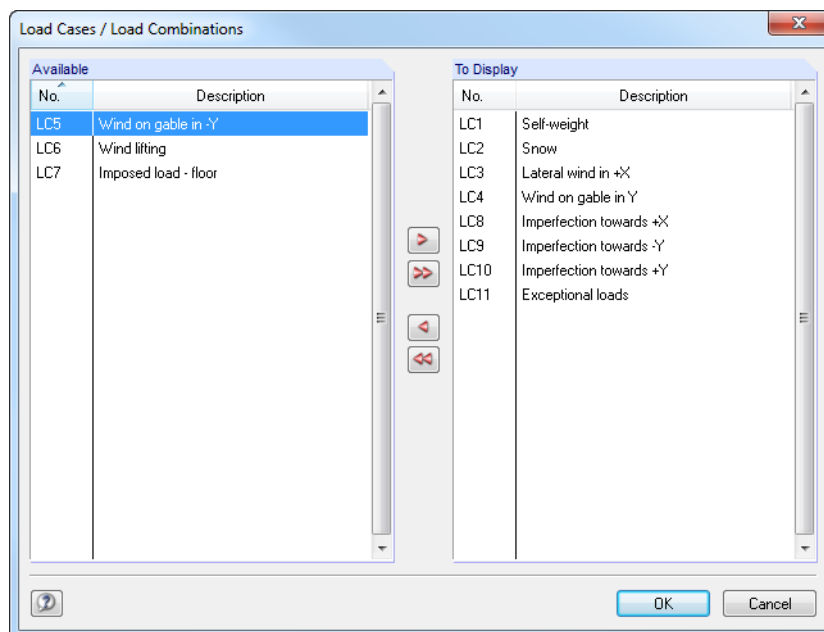 Load Cases / Load Combinations
Available
No. Description
LC5 Wind on gable in -Y
LC6 Wind lifting
LC7 Imposed load - floor
To Display
No. Description
LC1 Self-weight
LC2 Snow
LC3 Lateral wind in +X
LC4 Wind on gable in Y
LC8 Imperfection towards +X
LC9 Imperfection towards -Y
LC10 Imperfection towards +Y
LC11 Exceptional loads
OK Cancel